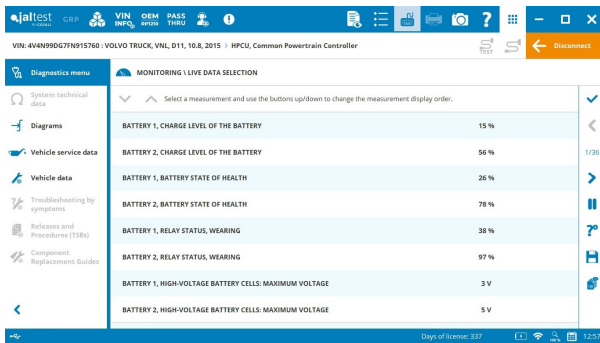 jaltest GRP VIN INFO OEM RP1210 PASS THRU
by COJALI
VIN: 4V4N99DG7FN915760 : VOLVO TRUCK, VNL, D11, 10.8, 2015 > HPCU, Common Powertrain Controller
TEST
Disconnect
Diagnostics menu
System technical data
Diagrams
Vehicle service data
Vehicle data
Troubleshooting by symptoms
Releases and Procedures (TSBs)
Component Replacement Guides
MONITORING \ LIVE DATA SELECTION
Select a measurement and use the buttons up/down to change the measurement display order.
BATTERY 1, CHARGE LEVEL OF THE BATTERY 15 %
BATTERY 2, CHARGE LEVEL OF THE BATTERY 56 %
BATTERY 1, BATTERY STATE OF HEALTH 26 %
BATTERY 2, BATTERY STATE OF HEALTH 78 %
BATTERY 1, RELAY STATUS, WEARING 38 %
BATTERY 2, RELAY STATUS, WEARING 97 %
BATTERY 1, HIGH-VOLTAGE BATTERY CELLS: MAXIMUM VOLTAGE 3 V
BATTERY 2, HIGH-VOLTAGE BATTERY CELLS: MAXIMUM VOLTAGE 5 V
1/36
Days of license: 337
100 %
12:57